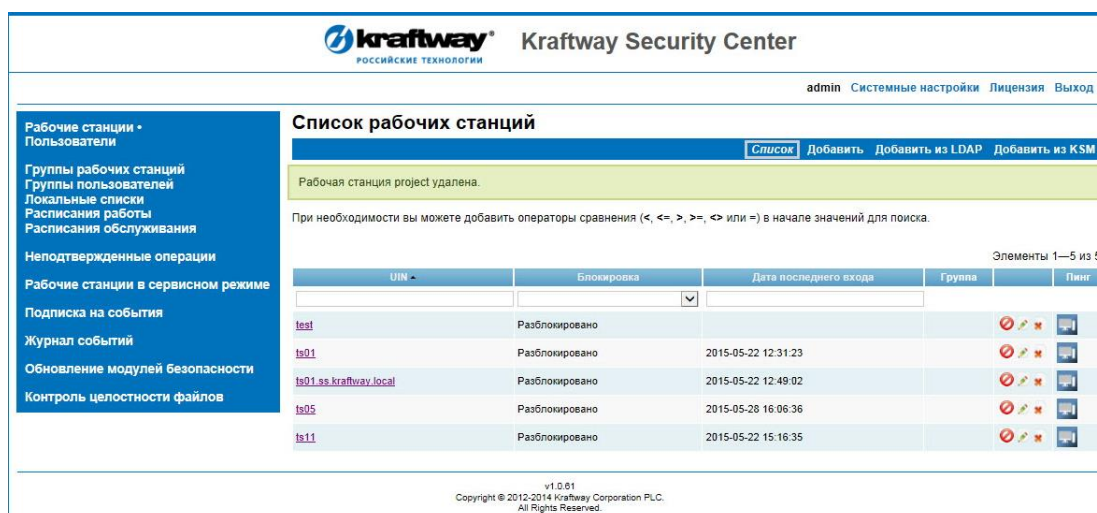 kraftway®
РОССИЙСКИЕ ТЕХНОЛОГИИ
Kraftway Security Center
admin Системные настройки Лицензия Выход
Рабочие станции •
Пользователи
Группы рабочих станций
Группы пользователей
Локальные списки
Расписания работы
Расписания обслуживания
Неподтвержденные операции
Рабочие станции в сервисном режиме
Подписка на события
Журнал событий
Обновление модулей безопасности
Контроль целостности файлов
Список рабочих станций
Список Добавить Добавить из LDAP Добавить из KSM
Рабочая станция project удалена.
При необходимости вы можете добавить операторы сравнения (<, <=, >, >=, <> или =) в начале значений для поиска.
Элементы 1—5 из 5
UIN Блокировка Дата последнего входа Группа Пинг
test Разблокировано
ts01 Разблокировано 2015-05-22 12:31:23
ts01.ss.kraftway.local Разблокировано 2015-05-22 12:49:02
ts05 Разблокировано 2015-05-28 16:06:36
ts11 Разблокировано 2015-05-22 15:16:35
v1.0.61
Copyright © 2012-2014 Kraftway Corporation PLC.
All Rights Reserved.